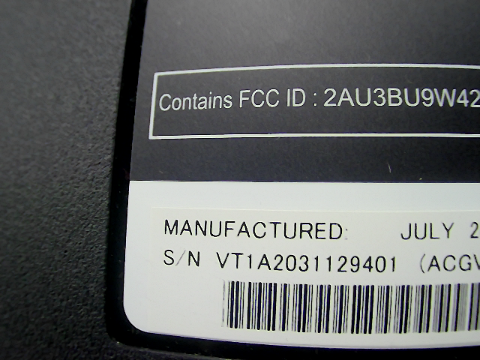 Contains FCC ID : 2AU3BU9W42
MANUFACTURED: JULY 2
S/N VT1A2031129401 (ACGV